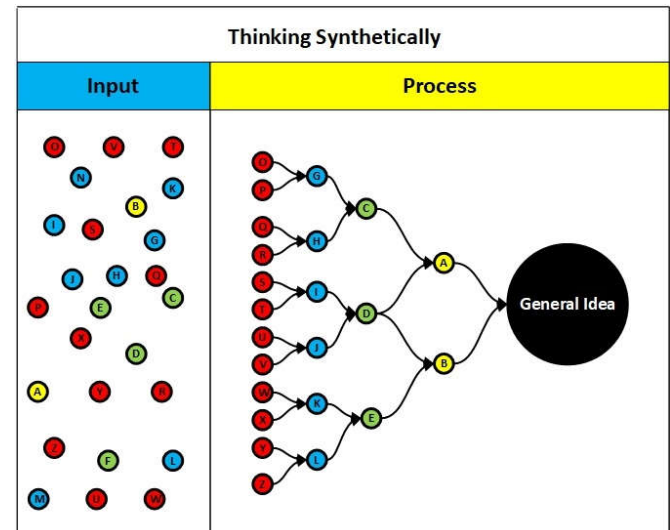 Thinking Synthetically
Input Process
O V T
N
K
B
I S
G
J H Q
C
P E
X
D
A Y R
Z
F L
M U W
O
P
G
Q
R
H
C
S
T
I
U
V
J
D
W
X
K
Y
Z
L
E
A
B
General Idea